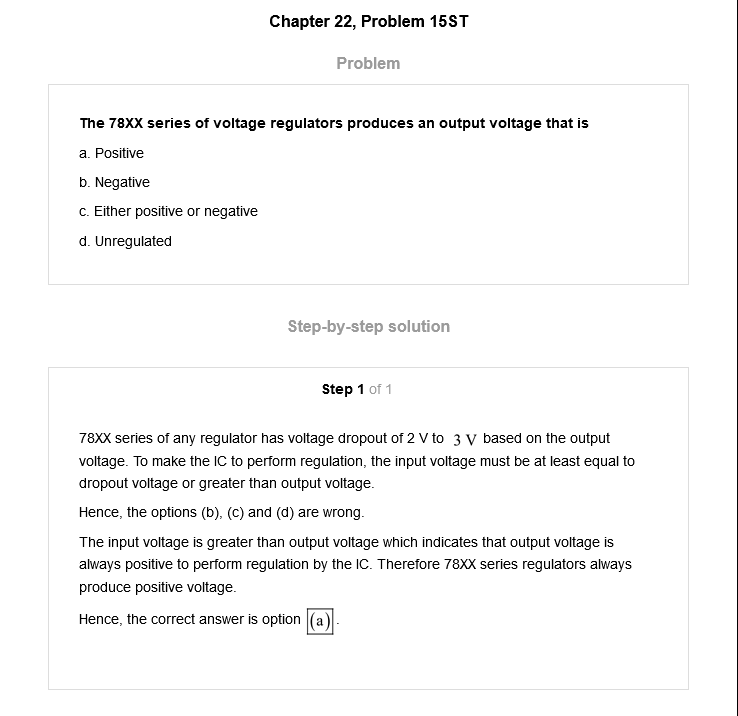 Chapter 22, Problem 15ST
Problem
The 78XX series of voltage regulators produces an output voltage that is
a. Positive
b. Negative
c. Either positive or negative
d. Unregulated
Step-by-step solution
Step 1 of 1
78XX series of any regulator has voltage dropout of 2 V to 3 V based on the output
voltage. To make the IC to perform regulation, the input voltage must be at least equal to
dropout voltage or greater than output voltage.
Hence, the options (b), (c) and (d) are wrong.
The input voltage is greater than output voltage which indicates that output voltage is
always positive to perform regulation by the IC. Therefore 78XX series regulators always
produce positive voltage.
Hence, the correct answer is option (a).